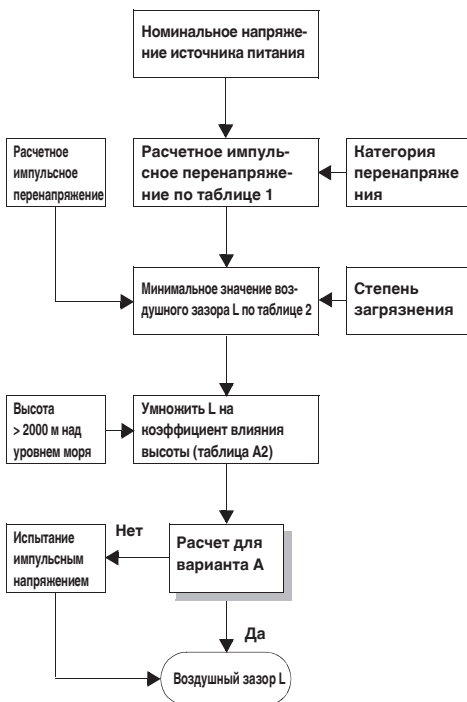 Номинальное напряже-
ние источника питания
Расчетное
импульсное
перенапряжение
Расчетное импуль-
сное перенапряже-
ние по таблице 1
Категория
перенапряже
ния
Минимальное значение воз-
душного зазора L по таблице 2
Степень
загрязнения
Высота
> 2000 м над
уровнем моря
Умножить L на
коэффициент влияния
высоты (таблица А2)
Испытание
импульсным
напряжением
Нет
Расчет для
варианта А
Да
Воздушный зазор L